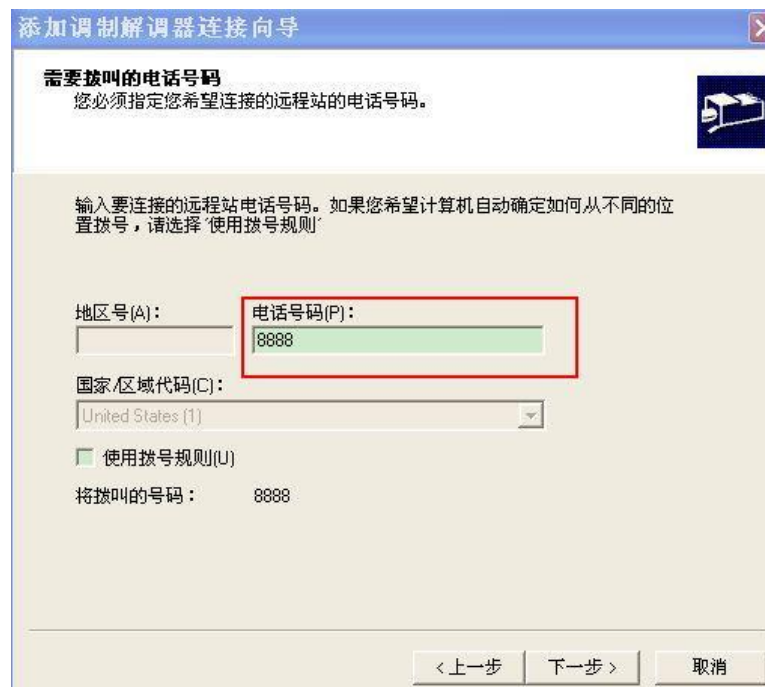 添加调制解调器连接向导
需要拨叫的电话号码
您必须指定您希望连接的远程站的电话号码。
输入要连接的远程站电话号码。如果您希望计算机自动确定如何从不同的位
置拨号，请选择'使用拨号规则'
地区号(A)： 电话号码(P)：
8888
国家/区域代码(C)：
United States (1)
使用拨号规则(U)
将拨叫的号码： 8888
<上一步 下一步> 取消